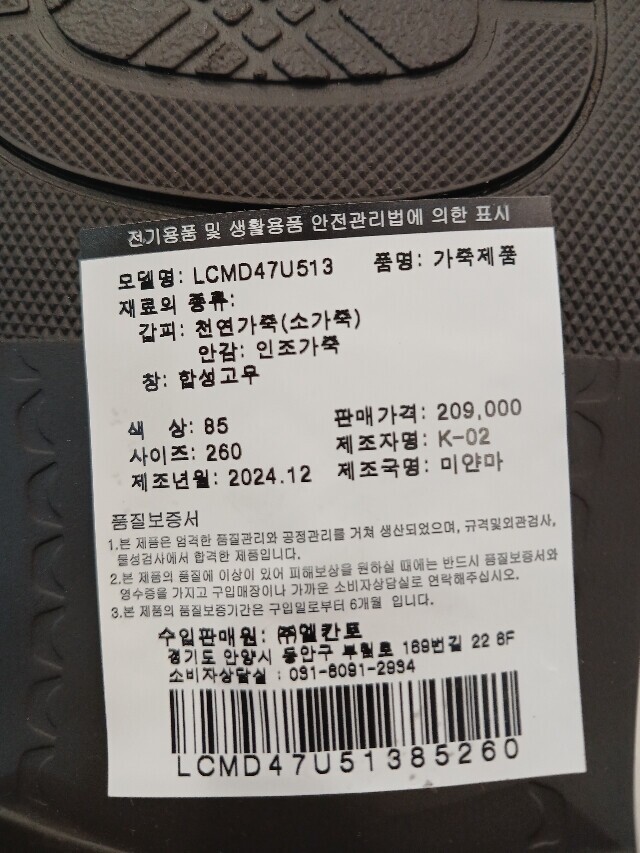 전기용품 및 생활용품 안전관리법에 의한 표시
모델명: LCMD47U513 품명: 가죽제품
재료의 종류:
갑피: 천연가죽(소가죽)
안감: 인조가죽
창: 합성고무
색 상: 85 판매가격: 209,000
사이즈: 260 제조자명: K-02
제조년월: 2024.12 제조국명: 미얀마
품질보증서
1.본 제품은 엄격한 품질관리와 공정관리를 거쳐 생산되었으며, 규격및외관검사,
물성검사에서 합격한 제품입니다.
2.본 제품의 품질에 이상이 있어 피해보상을 원하실 때에는 반드시 품질보증서와
영수증을 가지고 구입매장이나 가까운 소비자상담실로 연락해주십시오.
3.본 제품의 품질보증기간은 구입일로부터 6개월 입니다.
수입판매원: ㈜엘칸토
경기도 안양시 동안구 부림로 169번길 22 8F
소비자상담실 : 031-8091-2934
LCMD47U51385260